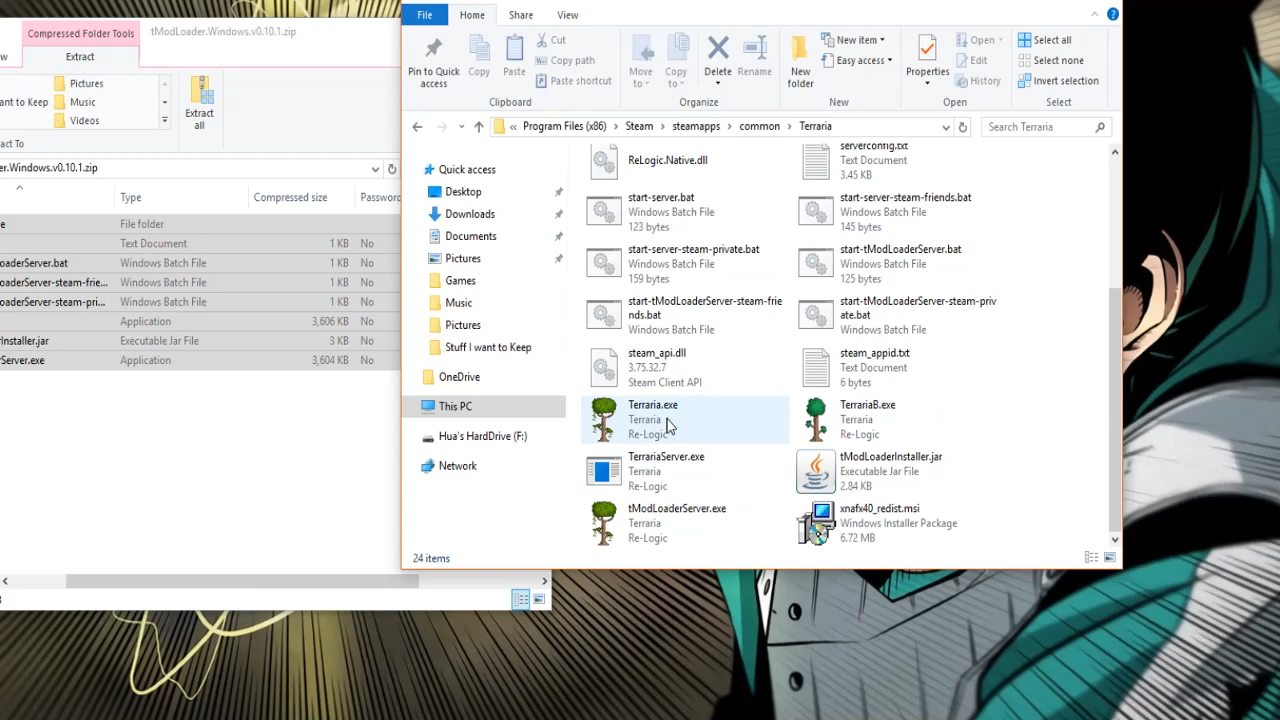 Compressed Folder Tools
tModLoader.Windows.v0.10.1.zip
Extract
Pictures
Music
Videos
ant to Keep
Extract
all
act To
er.Windows.v0.10.1.zip
Type
Compressed size
Password
File folder
Text Document
1 KB
No
oaderServer.bat
Windows Batch File
1 KB
No
oaderServer-steam-frie...
Windows Batch File
1 KB
No
oaderServer-steam-pri...
Windows Batch File
1 KB
No
Application
3,606 KB
No
rInstaller.jar
Executable Jar File
3 KB
No
rServer.exe
Application
3,604 KB
No
File
Home
Share
View
Pin to Quick
access
Copy
Paste
Cut
Copy path
Paste shortcut
Clipboard
Move
to
Copy
to
Delete
Rename
Organize
New
folder
New item
Easy access
New
Properties
Open
Edit
History
Open
Select all
Select none
Invert selection
Select
« Program Files (x86) > Steam > steamapps > common > Terraria
Search Terraria
Quick access
Desktop
Downloads
Documents
Pictures
Games
Music
Pictures
Stuff I want to Keep
OneDrive
This PC
Hua's HardDrive (F:)
Network
ReLogic.Native.dll
serverconfig.txt
Text Document
3.45 KB
start-server.bat
Windows Batch File
123 bytes
start-server-steam-friends.bat
Windows Batch File
145 bytes
start-server-steam-private.bat
Windows Batch File
159 bytes
start-tModLoaderServer.bat
Windows Batch File
125 bytes
start-tModLoaderServer-steam-frie
nds.bat
Windows Batch File
start-tModLoaderServer-steam-priv
ate.bat
Windows Batch File
steam_api.dll
3.75.32.7
Steam Client API
steam_appid.txt
Text Document
6 bytes
Terraria.exe
Terraria
Re-Logic
TerrariaB.exe
Terraria
Re-Logic
TerrariaServer.exe
Terraria
Re-Logic
tModLoaderInstaller.jar
Executable Jar File
2.84 KB
tModLoaderServer.exe
Terraria
Re-Logic
xnafx40_redist.msi
Windows Installer Package
6.72 MB
24 items